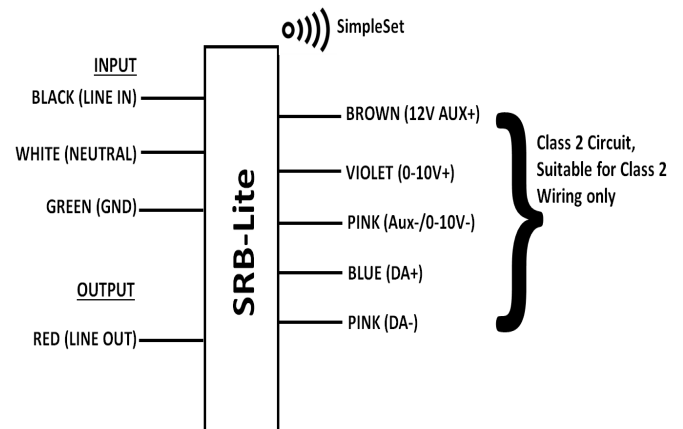 SimpleSet
INPUT
BLACK (LINE IN)
WHITE (NEUTRAL)
GREEN (GND)
OUTPUT
RED (LINE OUT)
SRB-Lite
BROWN (12V AUX+)
VIOLET (0-10V+)
PINK (Aux-/0-10V-)
BLUE (DA+)
PINK (DA-)
Class 2 Circuit,
Suitable for Class 2
Wiring only